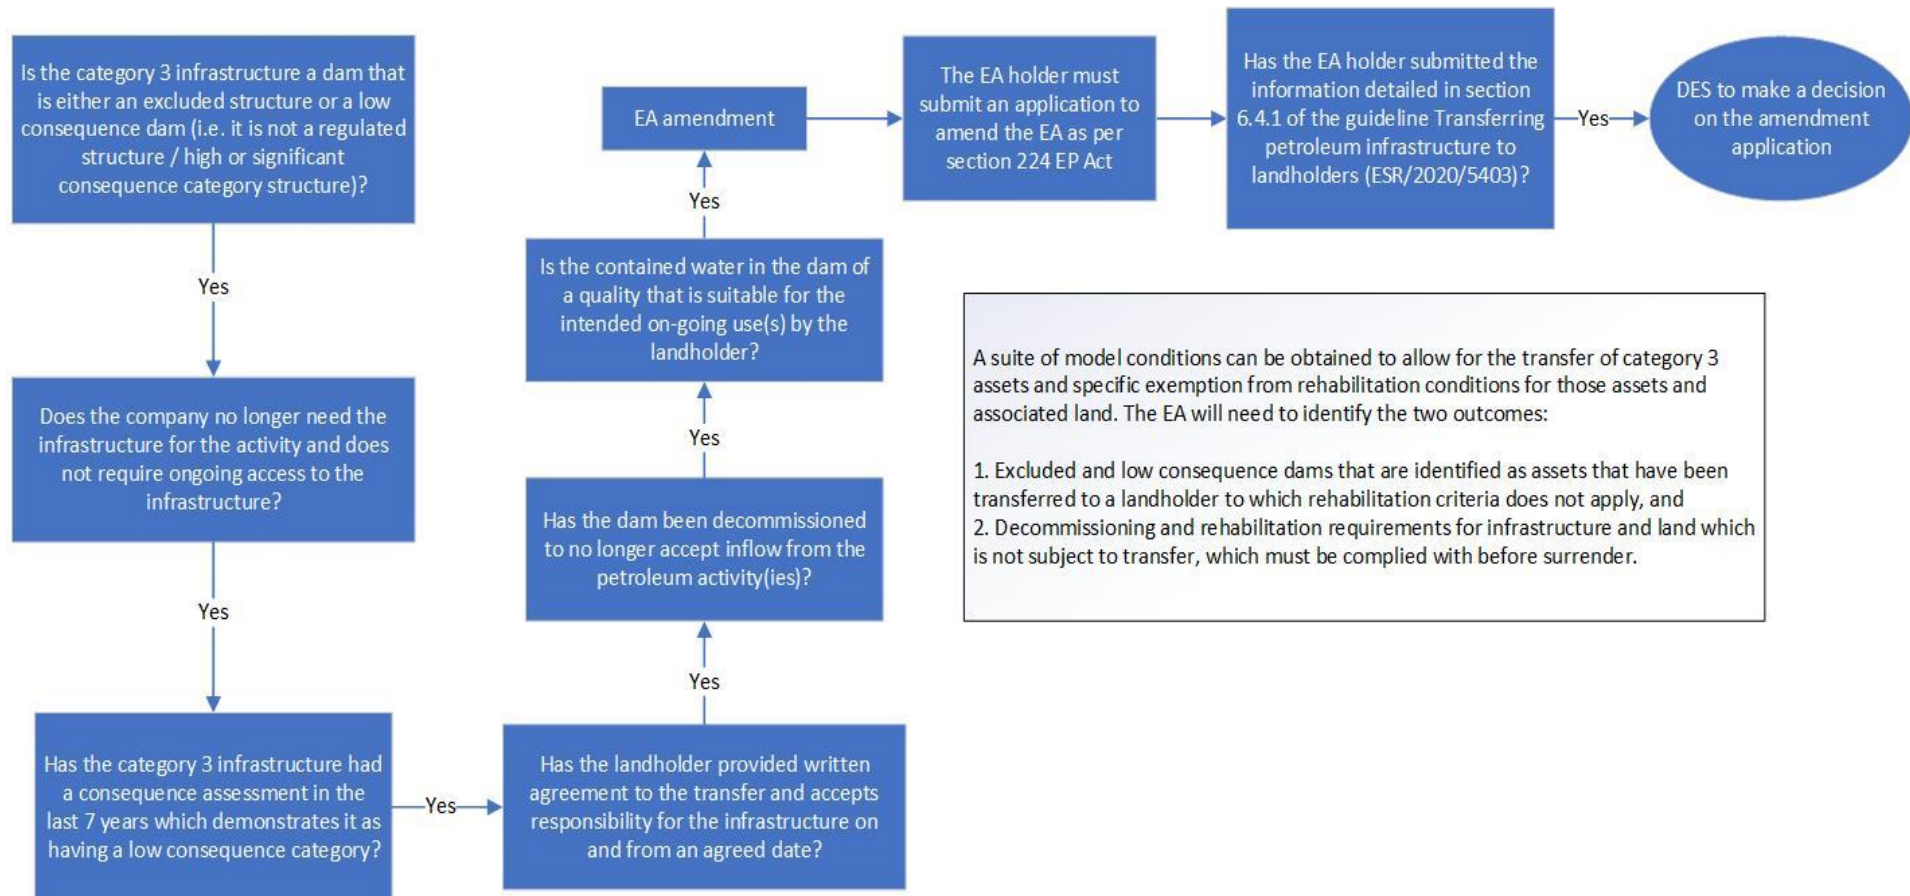 Is the category 3 infrastructure a dam that
is either an excluded structure or a low
consequence dam (i.e. it is not a regulated
structure / high or significant
consequence category structure)?
Yes
Does the company no longer need the
infrastructure for the activity and does
not require ongoing access to the
infrastructure?
Yes
Has the category 3 infrastructure had
a consequence assessment in the
last 7 years which demonstrates it as
having a low consequence category?
Yes
Has the landholder provided written
agreement to the transfer and accepts
responsibility for the infrastructure on
and from an agreed date?
Yes
Has the dam been decommissioned
to no longer accept inflow from the
petroleum activity(ies)?
Yes
Is the contained water in the dam of
a quality that is suitable for the
intended on-going use(s) by the
landholder?
Yes
EA amendment
The EA holder must
submit an application to
amend the EA as per
section 224 EP Act
Has the EA holder submitted the
information detailed in section
6.4.1 of the guideline Transferring
petroleum infrastructure to
landholders (ESR/2020/5403)?
Yes
DES to make a decision
on the amendment
application
A suite of model conditions can be obtained to allow for the transfer of category 3
assets and specific exemption from rehabilitation conditions for those assets and
associated land. The EA will need to identify the two outcomes:
1. Excluded and low consequence dams that are identified as assets that have been
transferred to a landholder to which rehabilitation criteria does not apply, and
2. Decommissioning and rehabilitation requirements for infrastructure and land which
is not subject to transfer, which must be complied with before surrender.